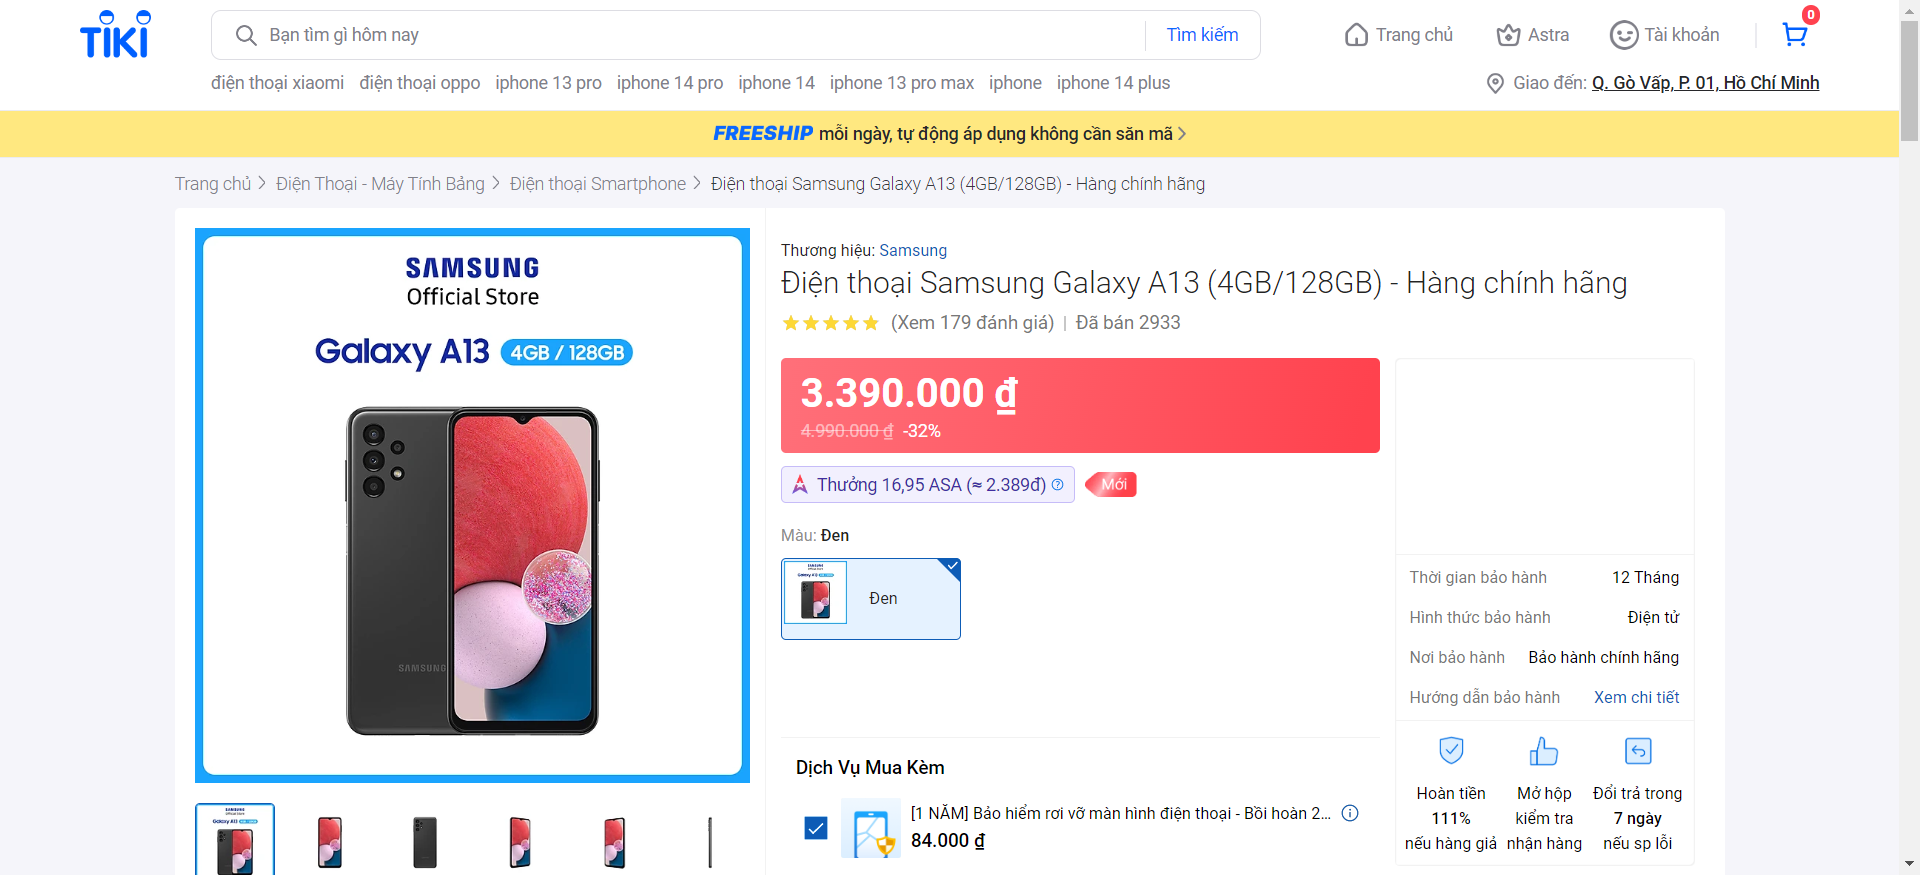 TIKI
Bạn tìm gì hôm nay
Tìm kiếm
Trang chủ
Astra
Tài khoản
0
điện thoại xiaomi
điện thoại oppo
iphone 13 pro
iphone 14 pro
iphone 14
iphone 13 pro max
iphone
iphone 14 plus
Giao đến: Q. Gò Vấp, P. 01, Hồ Chí Minh
FREESHIP mỗi ngày, tự động áp dụng không cần săn mã
Trang chủ
Điện Thoại - Máy Tính Bảng
Điện thoại Smartphone
Điện thoại Samsung Galaxy A13 (4GB/128GB) - Hàng chính hãng
SAMSUNG
Official Store
Galaxy A13 4GB / 128GB
SAMSUNG
Thương hiệu: Samsung
Điện thoại Samsung Galaxy A13 (4GB/128GB) - Hàng chính hãng
(Xem 179 đánh giá) | Đã bán 2933
3.390.000 ₫
4.990.000 ₫ -32%
Thưởng 16,95 ASA (≈ 2.389đ)
Mới
Màu: Đen
SAMSUNG
Galaxy A13
Đen
Thời gian bảo hành 12 Tháng
Hình thức bảo hành Điện tử
Nơi bảo hành Bảo hành chính hãng
Hướng dẫn bảo hành Xem chi tiết
Hoàn tiền
111%
nếu hàng giả
Mở hộp
kiểm tra
nhận hàng
Đổi trả trong
7 ngày
nếu sp lỗi
Dịch Vụ Mua Kèm
[1 NĂM] Bảo hiểm rơi vỡ màn hình điện thoại - Bồi hoàn 2...
84.000 ₫
SAMSUNG
Official Store
Galaxy A13